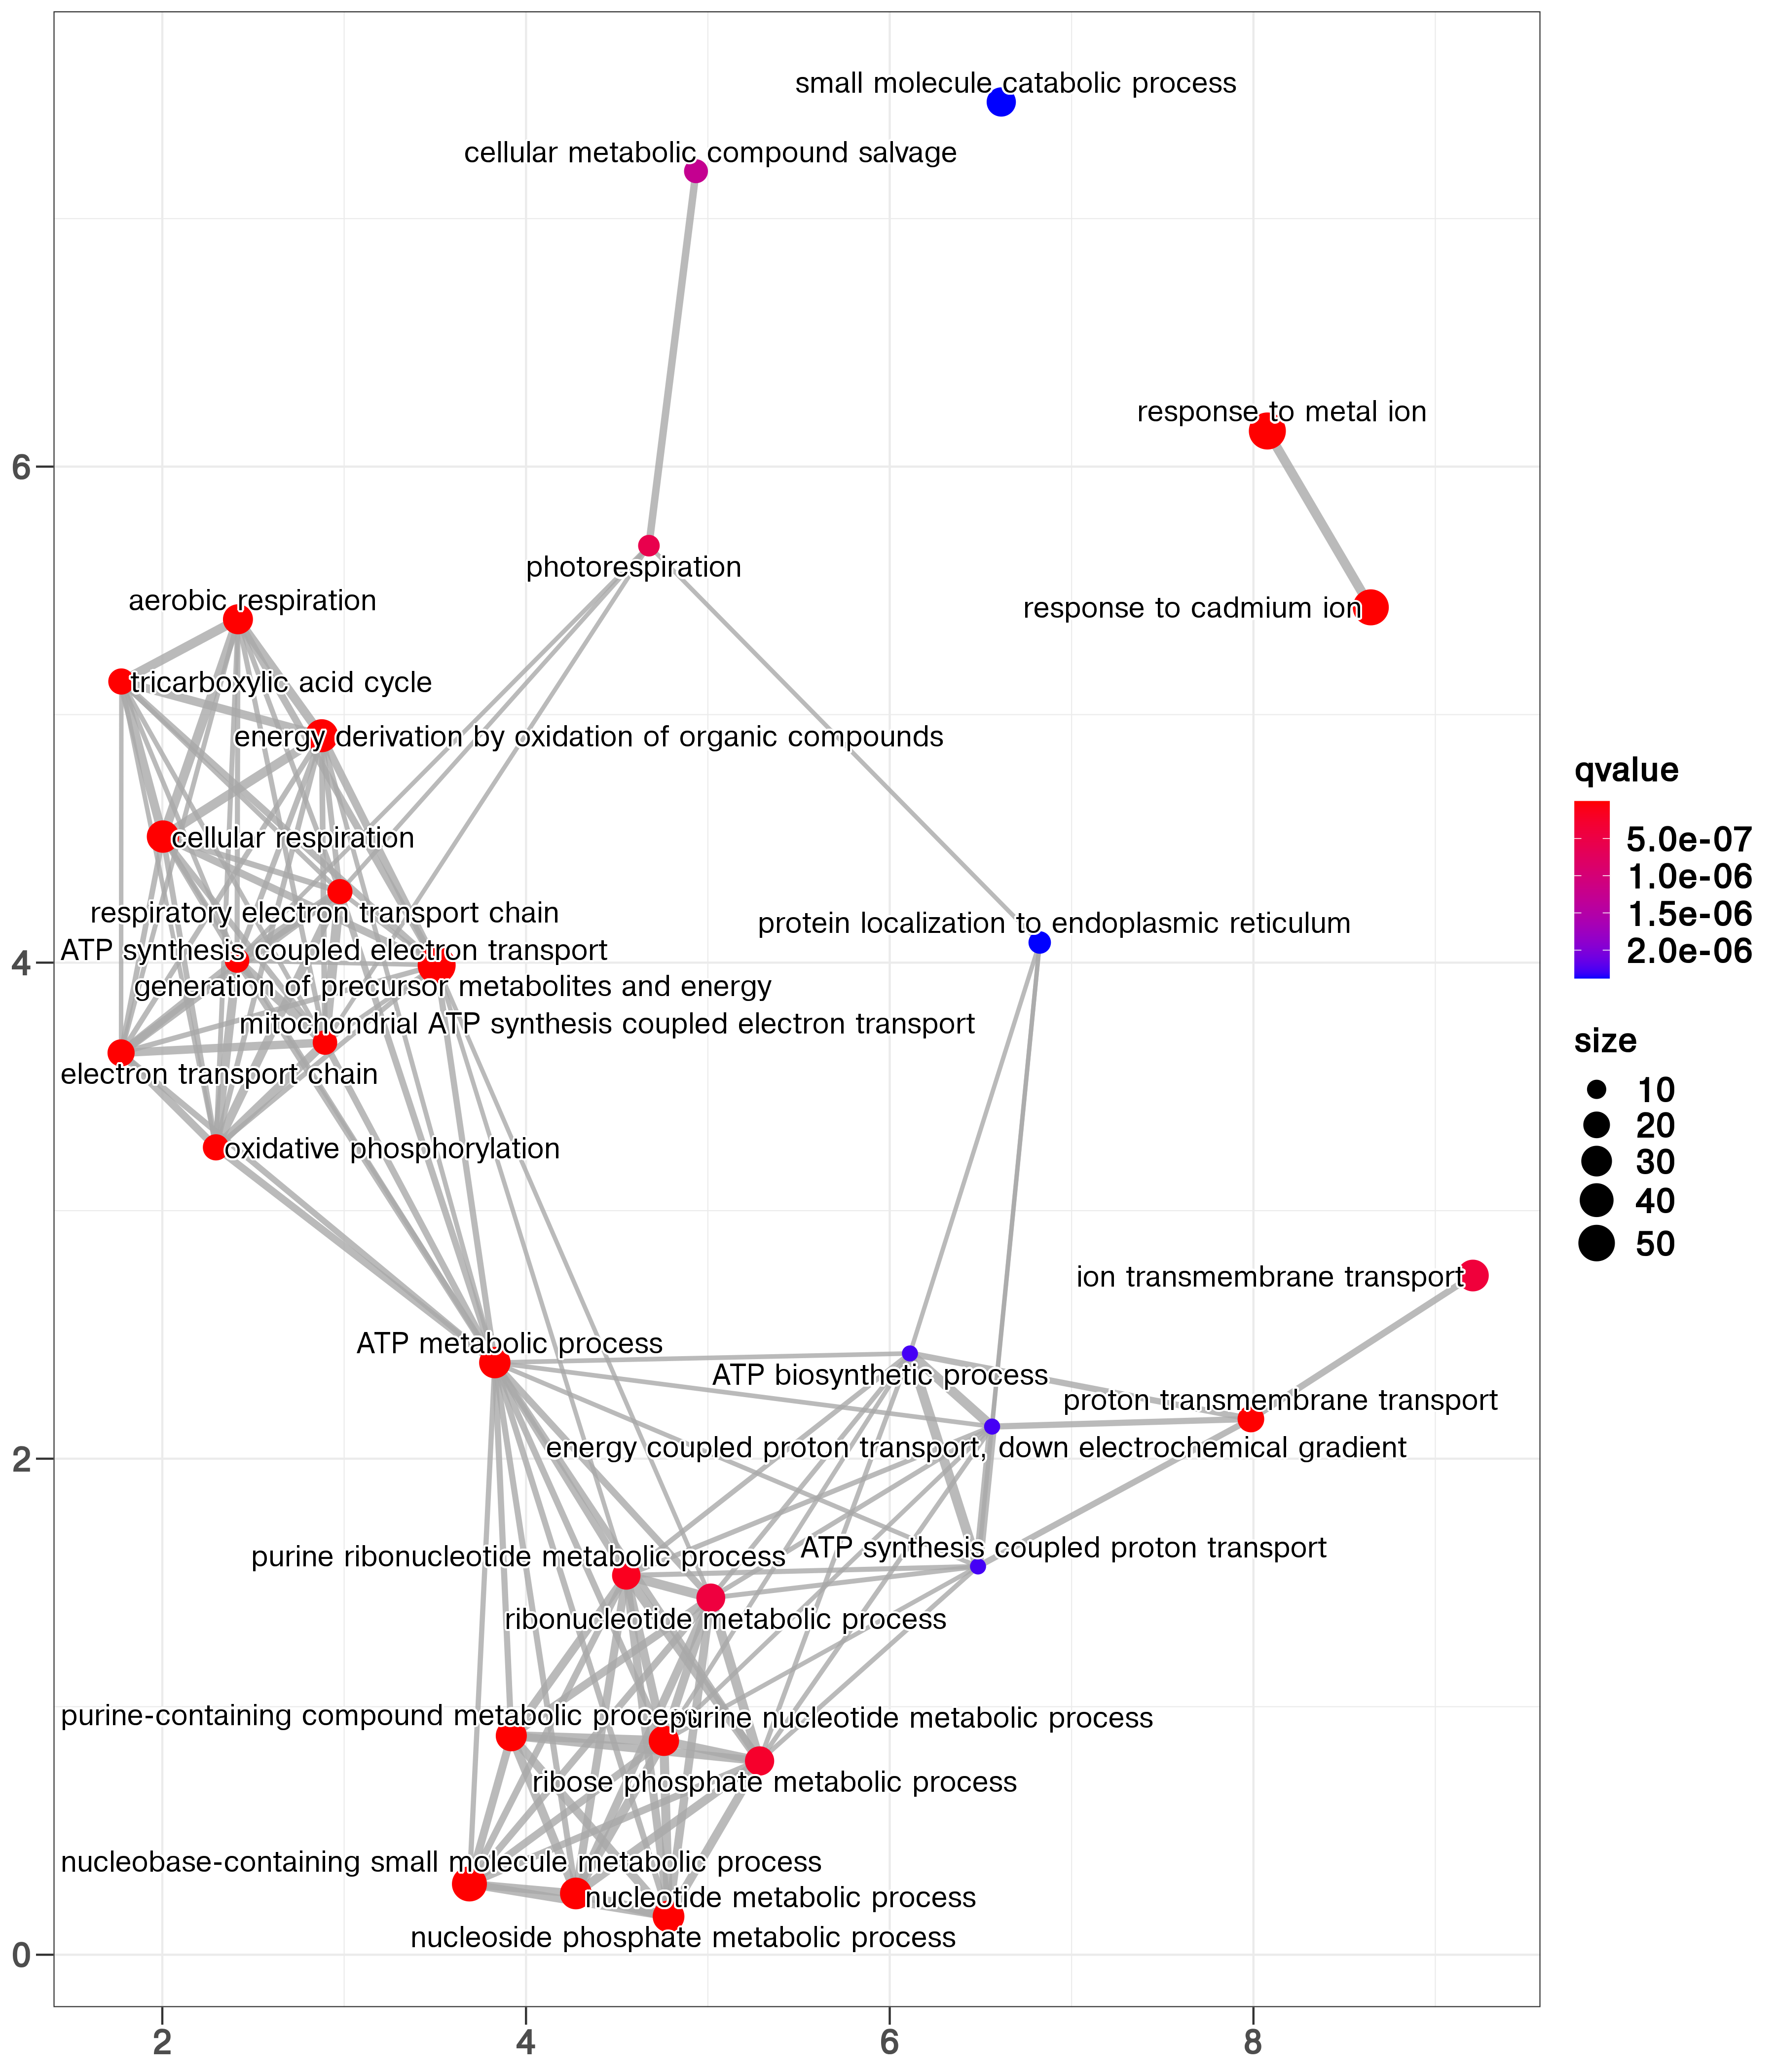 small molecule catabolic process
cellular metabolic compound salvage
response to metal ion
6
photorespiration
aerobic respiration
response to cadmium ion
tricarboxylic acid cycle
energy derivation by oxidation of organic compounds
cellular respiration
respiratory electron transport chain
protein localization to endoplasmic reticulum
ATP synthesis coupled electron transport
4
generation of precursor metabolites and energy
mitochondrial ATP synthesis coupled electron transport
electron transport chain
oxidative phosphorylation
ion transmembrane transport
ATP metabolic process
ATP biosynthetic process
proton transmembrane transport
energy coupled proton transport, down electrochemical gradient
2
ATP synthesis coupled proton transport
purine ribonucleotide metabolic process
ribonucleotide metabolic process
purine-containing compound metabolic process
purine nucleotide metabolic process
ribose phosphate metabolic process
nucleobase-containing small molecule metabolic process
nucleotide metabolic process
nucleoside phosphate metabolic process
0
2 4 6 8
qvalue
5.0e-07
1.0e-06
1.5e-06
2.0e-06
size
10
20
30
40
50